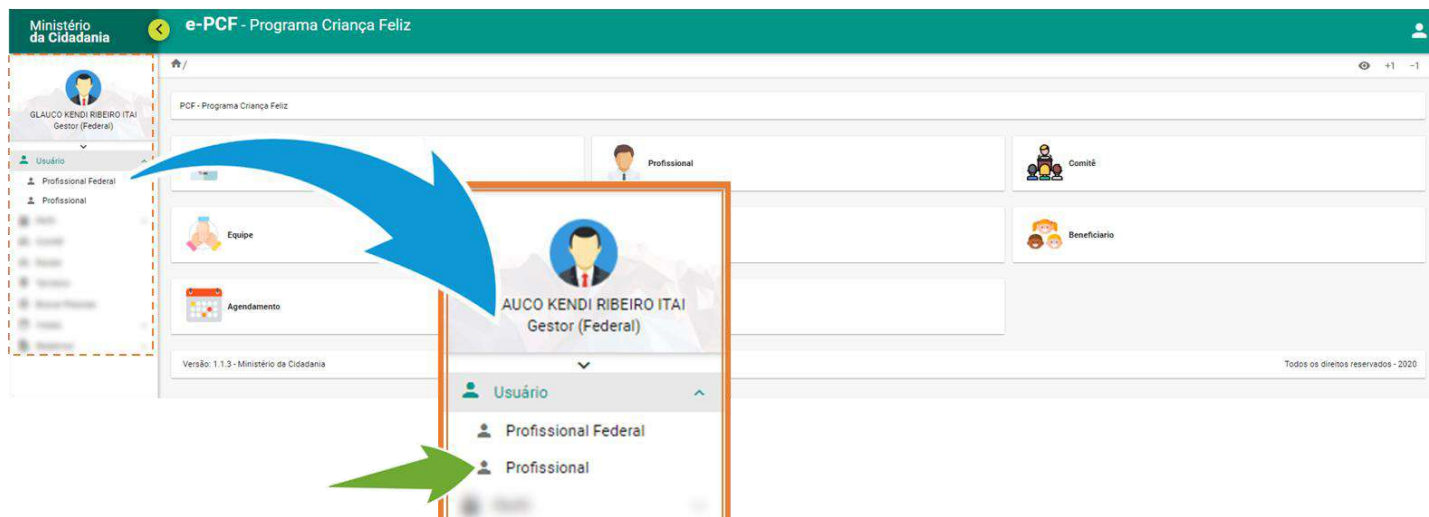 Ministério
da Cidadania
e-PCF - Programa Criança Feliz
/
+1 -1
GLAUCO KENDI RIBEIRO ITAI
Gestor (Federal)
Usuário
Profissional Federal
Profissional
PCF - Programa Criança Feliz
Profissional
Comitê
Equipe
Beneficiario
Agendamento
Versão: 1.1.3 - Ministério da Cidadania
Todos os direitos reservados - 2020
AUCO KENDI RIBEIRO ITAI
Gestor (Federal)
Usuário
Profissional Federal
Profissional